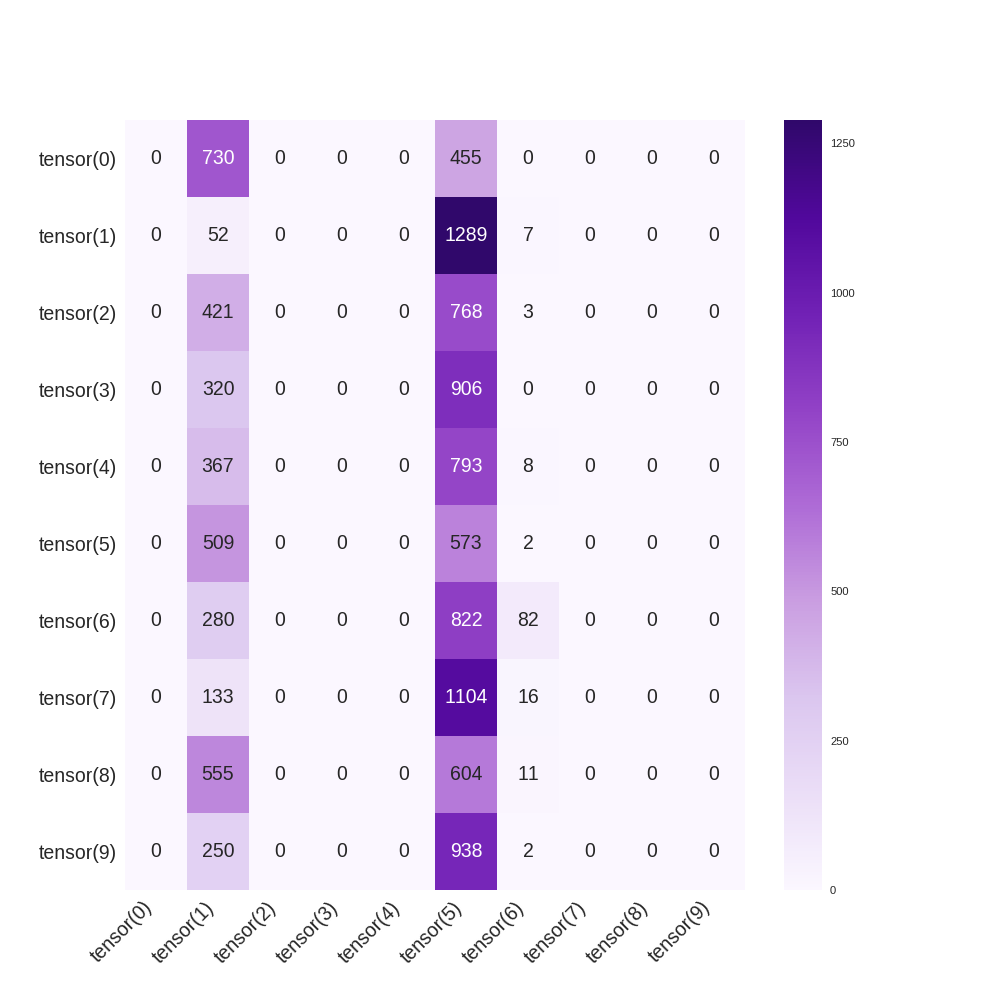 tensor(0) 0 730 0 0 0 455 0 0 0 0
tensor(1) 0 52 0 0 0 1289 7 0 0 0
tensor(2) 0 421 0 0 0 768 3 0 0 0
tensor(3) 0 320 0 0 0 906 0 0 0 0
tensor(4) 0 367 0 0 0 793 8 0 0 0
tensor(5) 0 509 0 0 0 573 2 0 0 0
tensor(6) 0 280 0 0 0 822 82 0 0 0
tensor(7) 0 133 0 0 0 1104 16 0 0 0
tensor(8) 0 555 0 0 0 604 11 0 0 0
tensor(9) 0 250 0 0 0 938 2 0 0 0
tensor(0) tensor(1) tensor(2) tensor(3) tensor(4) tensor(5) tensor(6) tensor(7) tensor(8) tensor(9)
1250
1000
750
500
250
0